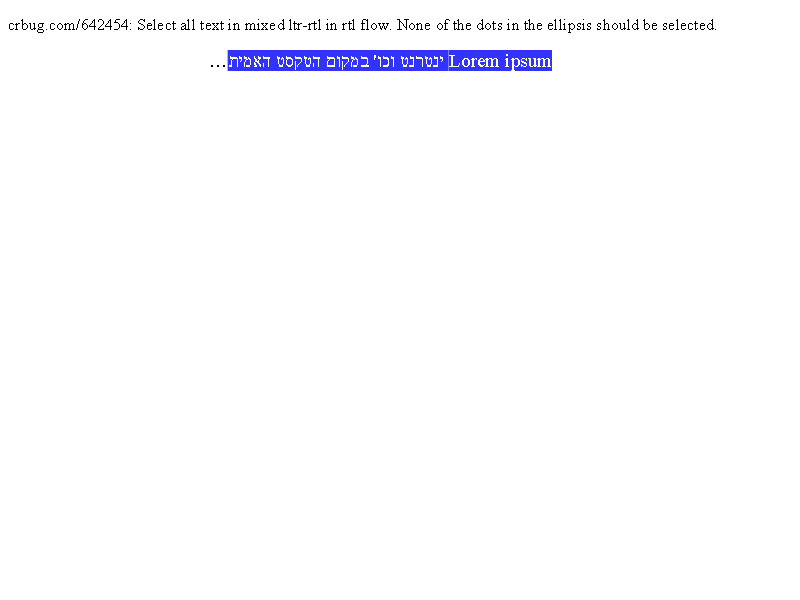 crbug.com/642454: Select all text in mixed ltr-rtl in rtl flow. None of the dots in the ellipsis should be selected.
Lorem ipsum ינטרנט וכו' במקום הטקסט האמית…